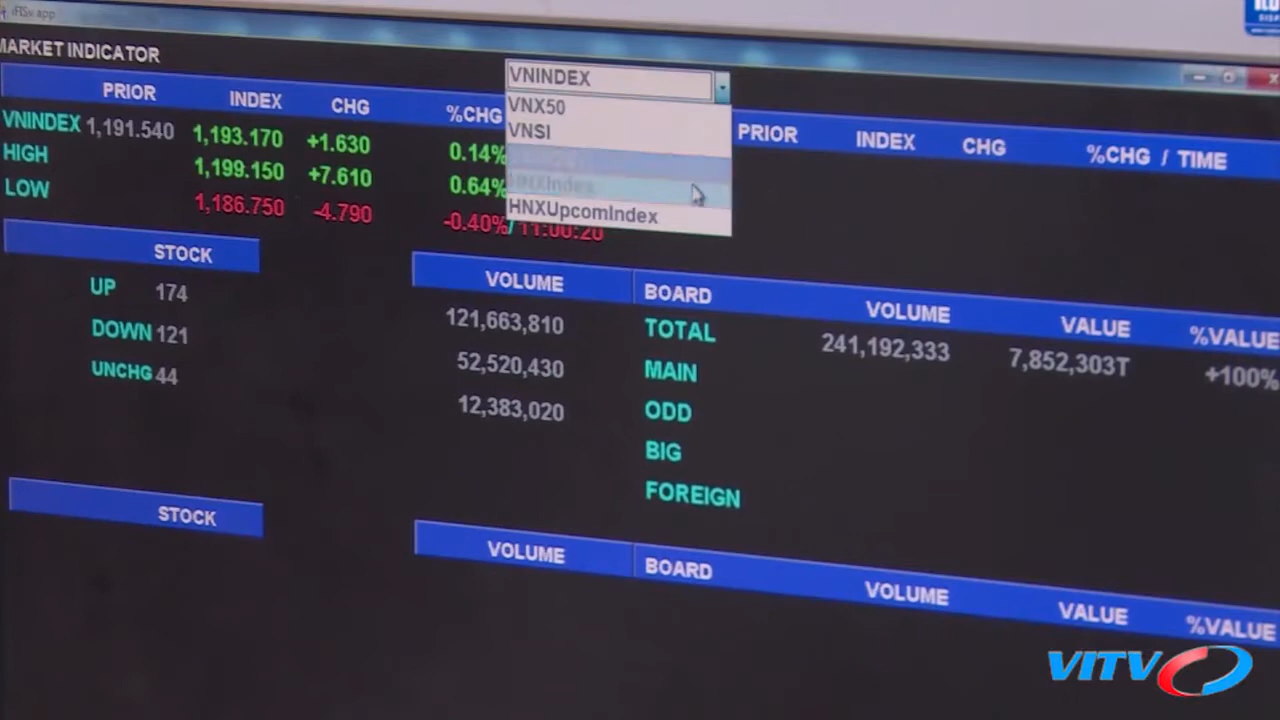 iFISx app
MARKET INDICATOR
VNINDEX
VNX50
VNSI
HNXIndex
HNXUpcomIndex
PRIOR INDEX CHG %CHG
PRIOR INDEX CHG %CHG / TIME
VNINDEX 1,191.540 1,193.170 +1.630 0.14%
HIGH 1,199.150 +7.610 0.64%
LOW 1,186.750 -4.790 -0.40%/ 11:00:20
STOCK VOLUME BOARD VOLUME VALUE %VALUE
UP 174 121,663,810 TOTAL 241,192,333 7,852,303T +100%
DOWN 121 52,520,430 MAIN
UNCHG 44 12,383,020 ODD
BIG
FOREIGN
STOCK VOLUME BOARD VOLUME VALUE %VALUE
VITV